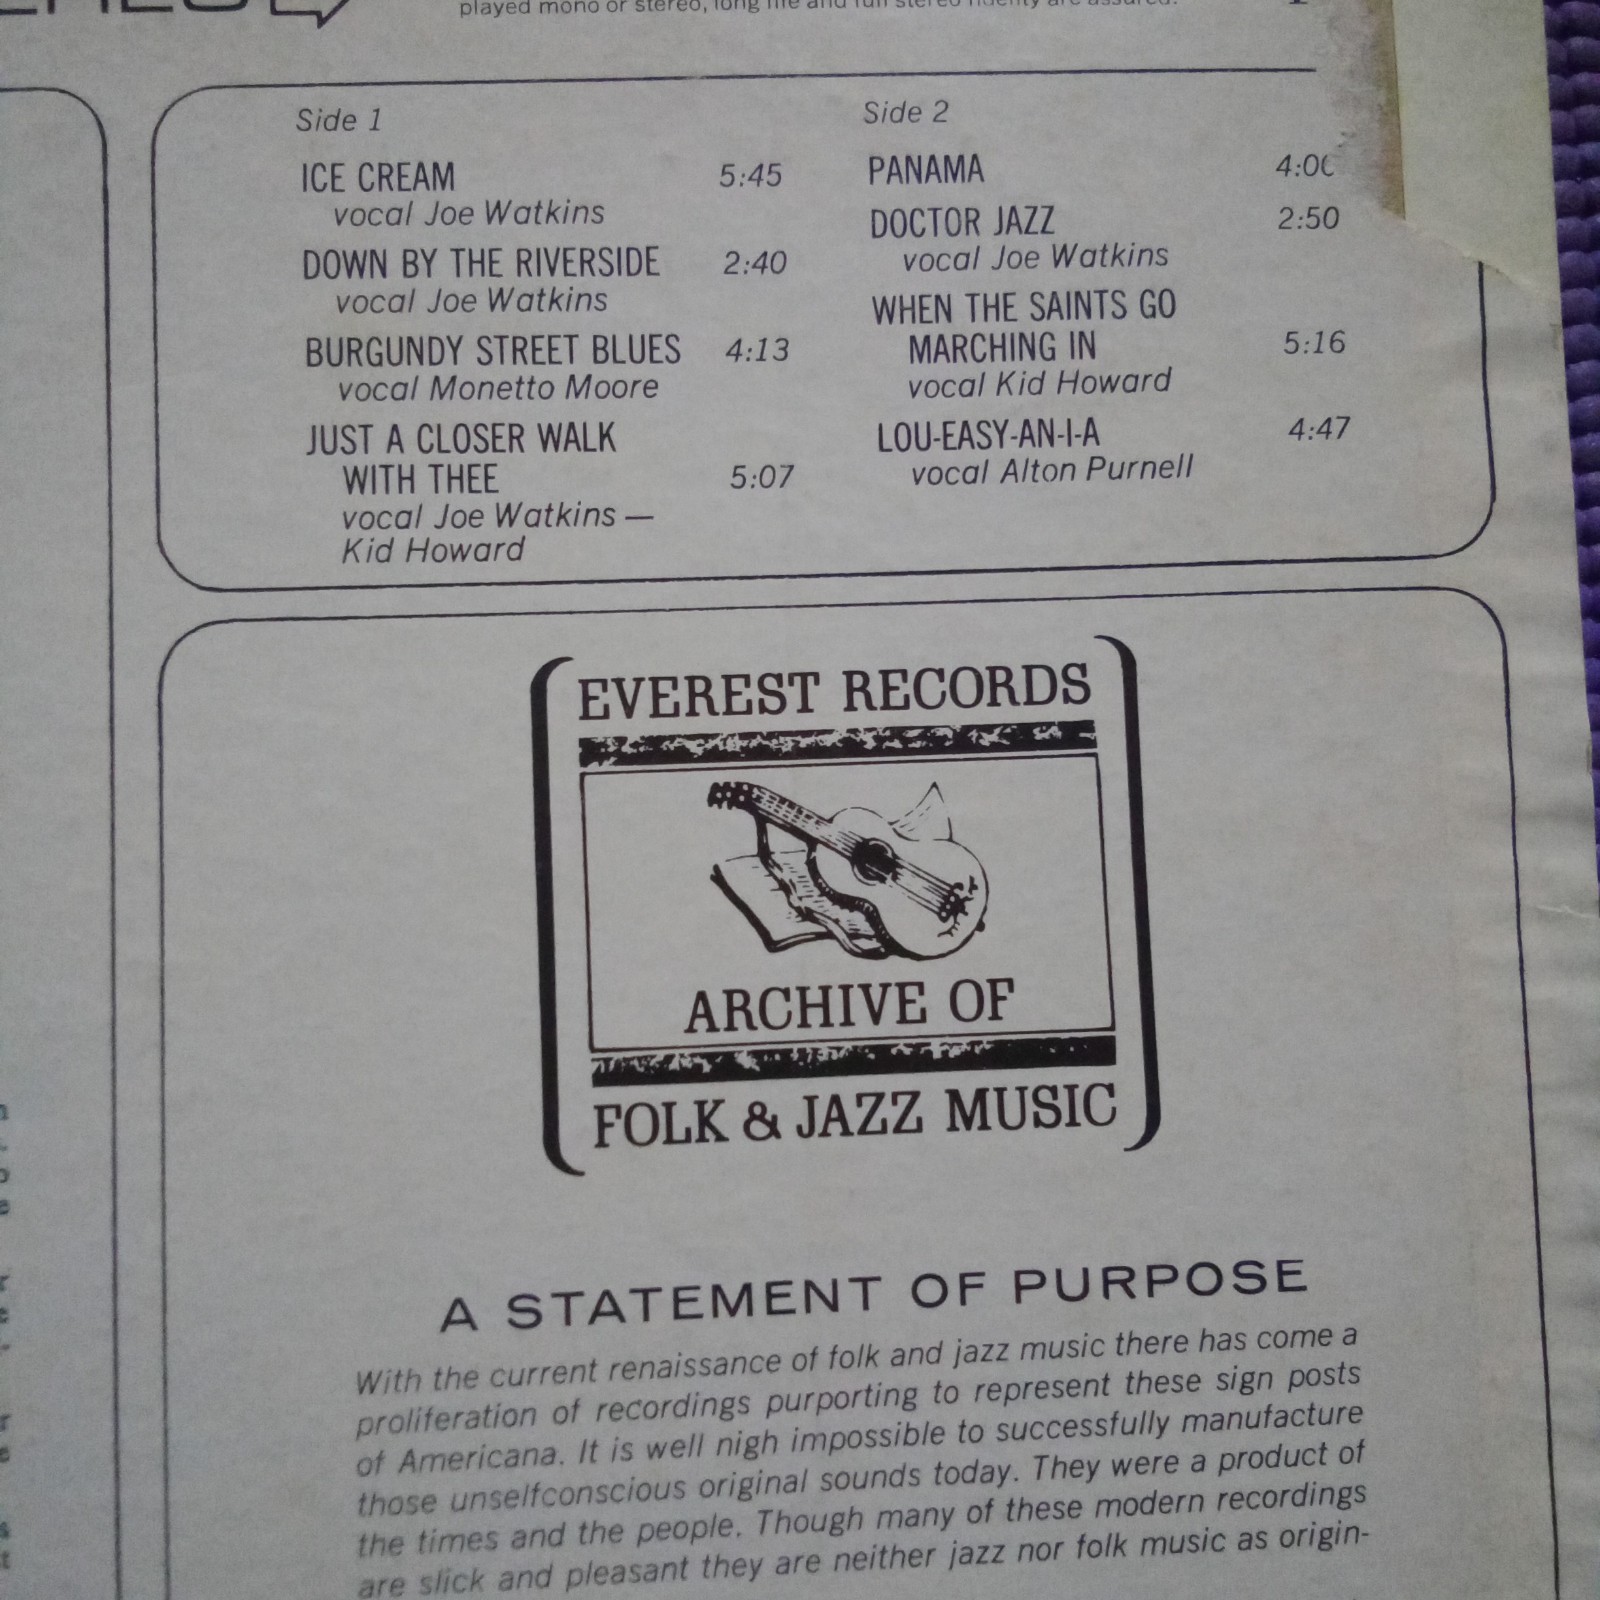 played mono or stereo, long life and full stereo fidelity are assured.
Side 1
ICE CREAM 5:45
vocal Joe Watkins
DOWN BY THE RIVERSIDE 2:40
vocal Joe Watkins
BURGUNDY STREET BLUES 4:13
vocal Monetto Moore
JUST A CLOSER WALK
WITH THEE 5:07
vocal Joe Watkins —
Kid Howard
Side 2
PANAMA
DOCTOR JAZZ 2:50
vocal Joe Watkins
WHEN THE SAINTS GO
MARCHING IN 5:16
vocal Kid Howard
LOU-EASY-AN-I-A 4:47
vocal Alton Purnell
EVEREST RECORDS
ARCHIVE OF
FOLK & JAZZ MUSIC
A STATEMENT OF PURPOSE
With the current renaissance of folk and jazz music there has come a
proliferation of recordings purporting to represent these sign posts
of Americana. It is well nigh impossible to successfully manufacture
those unselfconscious original sounds today. They were a product of
the times and the people. Though many of these modern recordings
are slick and pleasant they are neither jazz nor folk music as origin-